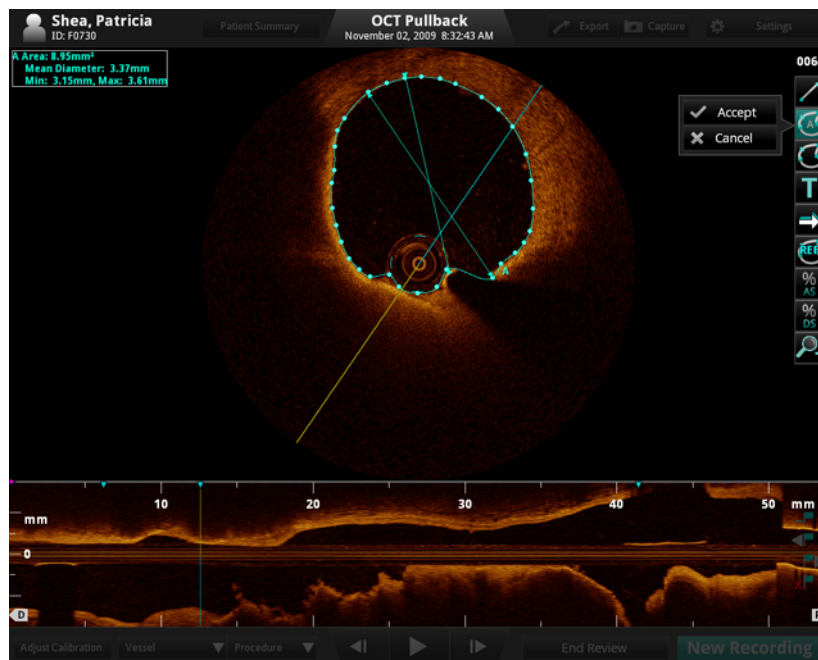 Shea, Patricia
ID: F0730
Patient Summary
OCT Pullback
November 02, 2009 8:32:43 AM
Export
Capture
Settings
A Area: 8.95mm²
Mean Diameter: 3.37mm
Min: 3.15mm, Max: 3.61mm
006
Accept
Cancel
A
A
T
REF
%
AS
%
DS
10
20
30
40
50
mm
mm
0
D
Adjust Calibration
Vessel
Procedure
End Review
New Recording